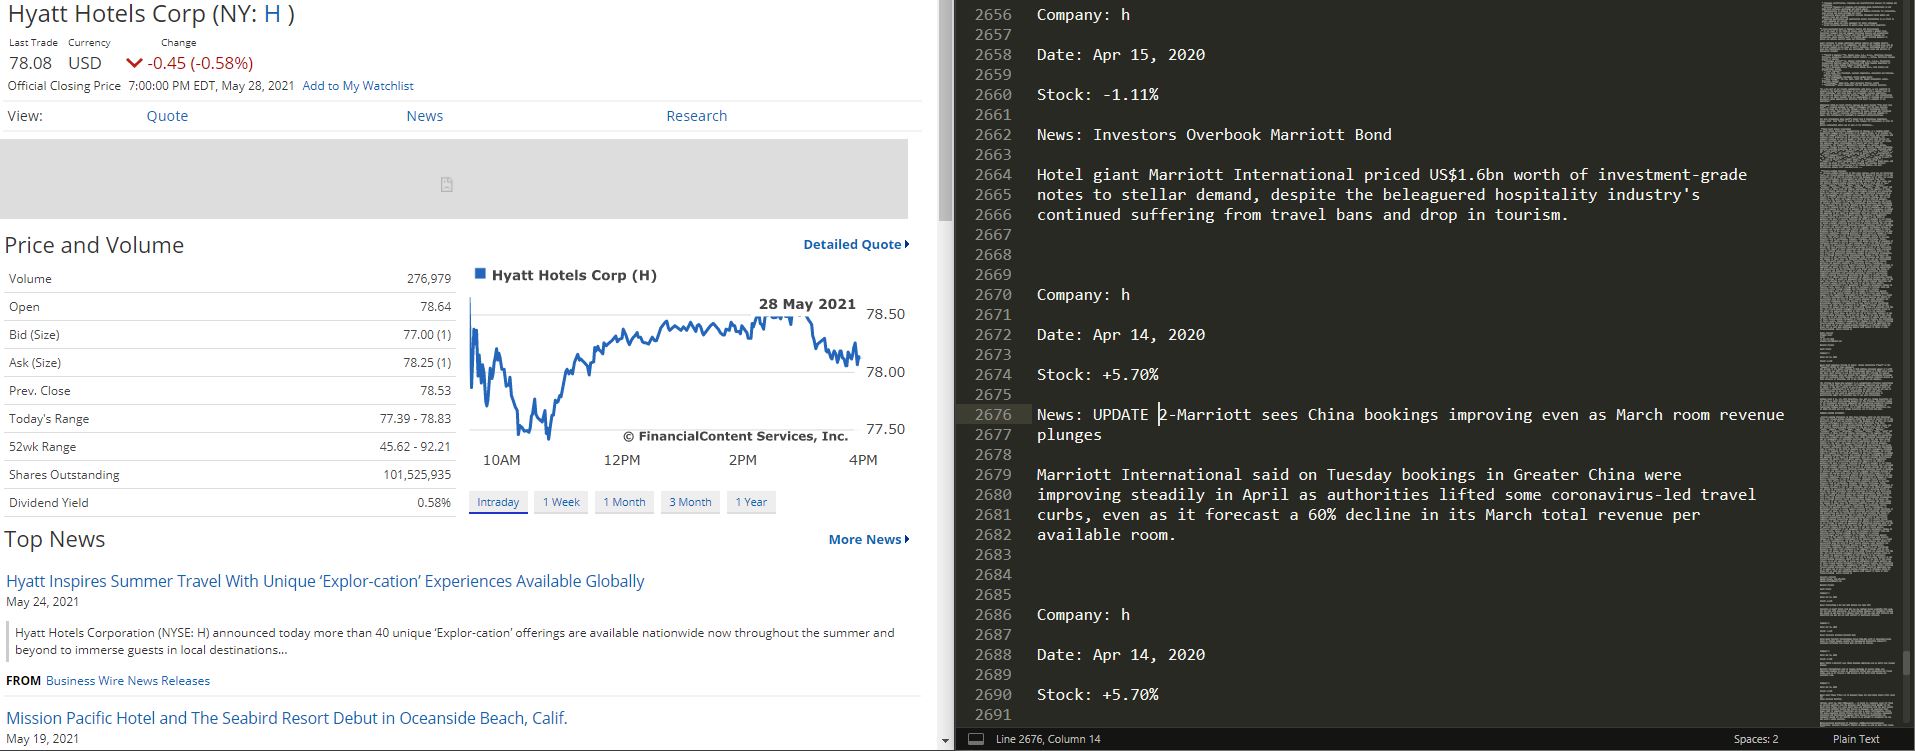 Hyatt Hotels Corp (NY: H )
Last Trade Currency Change
78.08 USD -0.45 (-0.58%)
Official Closing Price 7:00:00 PM EDT, May 28, 2021 Add to My Watchlist
View: Quote News Research
Price and Volume
Detailed Quote
Volume 276,979
Open 78.64
Bid (Size) 77.00 (1)
Ask (Size) 78.25 (1)
Prev. Close 78.53
Today's Range 77.39 - 78.83
52wk Range 45.62 - 92.21
Shares Outstanding 101,525,935
Dividend Yield 0.58%
Hyatt Hotels Corp (H)
28 May 2021
78.50
78.00
77.50
© FinancialContent Services, Inc.
10AM 12PM 2PM 4PM
Intraday 1 Week 1 Month 3 Month 1 Year
Top News
More News
Hyatt Inspires Summer Travel With Unique ‘Explor-cation’ Experiences Available Globally
May 24, 2021
Hyatt Hotels Corporation (NYSE: H) announced today more than 40 unique ‘Explor-cation’ offerings are available nationwide now throughout the summer and
beyond to immerse guests in local destinations...
FROM Business Wire News Releases
Mission Pacific Hotel and The Seabird Resort Debut in Oceanside Beach, Calif.
May 19, 2021
2656 Company: h
2657
2658 Date: Apr 15, 2020
2659
2660 Stock: -1.11%
2661
2662 News: Investors Overbook Marriott Bond
2663
2664 Hotel giant Marriott International priced US$1.6bn worth of investment-grade
2665 notes to stellar demand, despite the beleaguered hospitality industry's
2666 continued suffering from travel bans and drop in tourism.
2667
2668
2669
2670 Company: h
2671
2672 Date: Apr 14, 2020
2673
2674 Stock: +5.70%
2675
2676 News: UPDATE 2-Marriott sees China bookings improving even as March room revenue
2677 plunges
2678
2679 Marriott International said on Tuesday bookings in Greater China were
2680 improving steadily in April as authorities lifted some coronavirus-led travel
2681 curbs, even as it forecast a 60% decline in its March total revenue per
2682 available room.
2683
2684
2685
2686 Company: h
2687
2688 Date: Apr 14, 2020
2689
2690 Stock: +5.70%
2691
Line 2676, Column 14 Spaces: 2 Plain Text